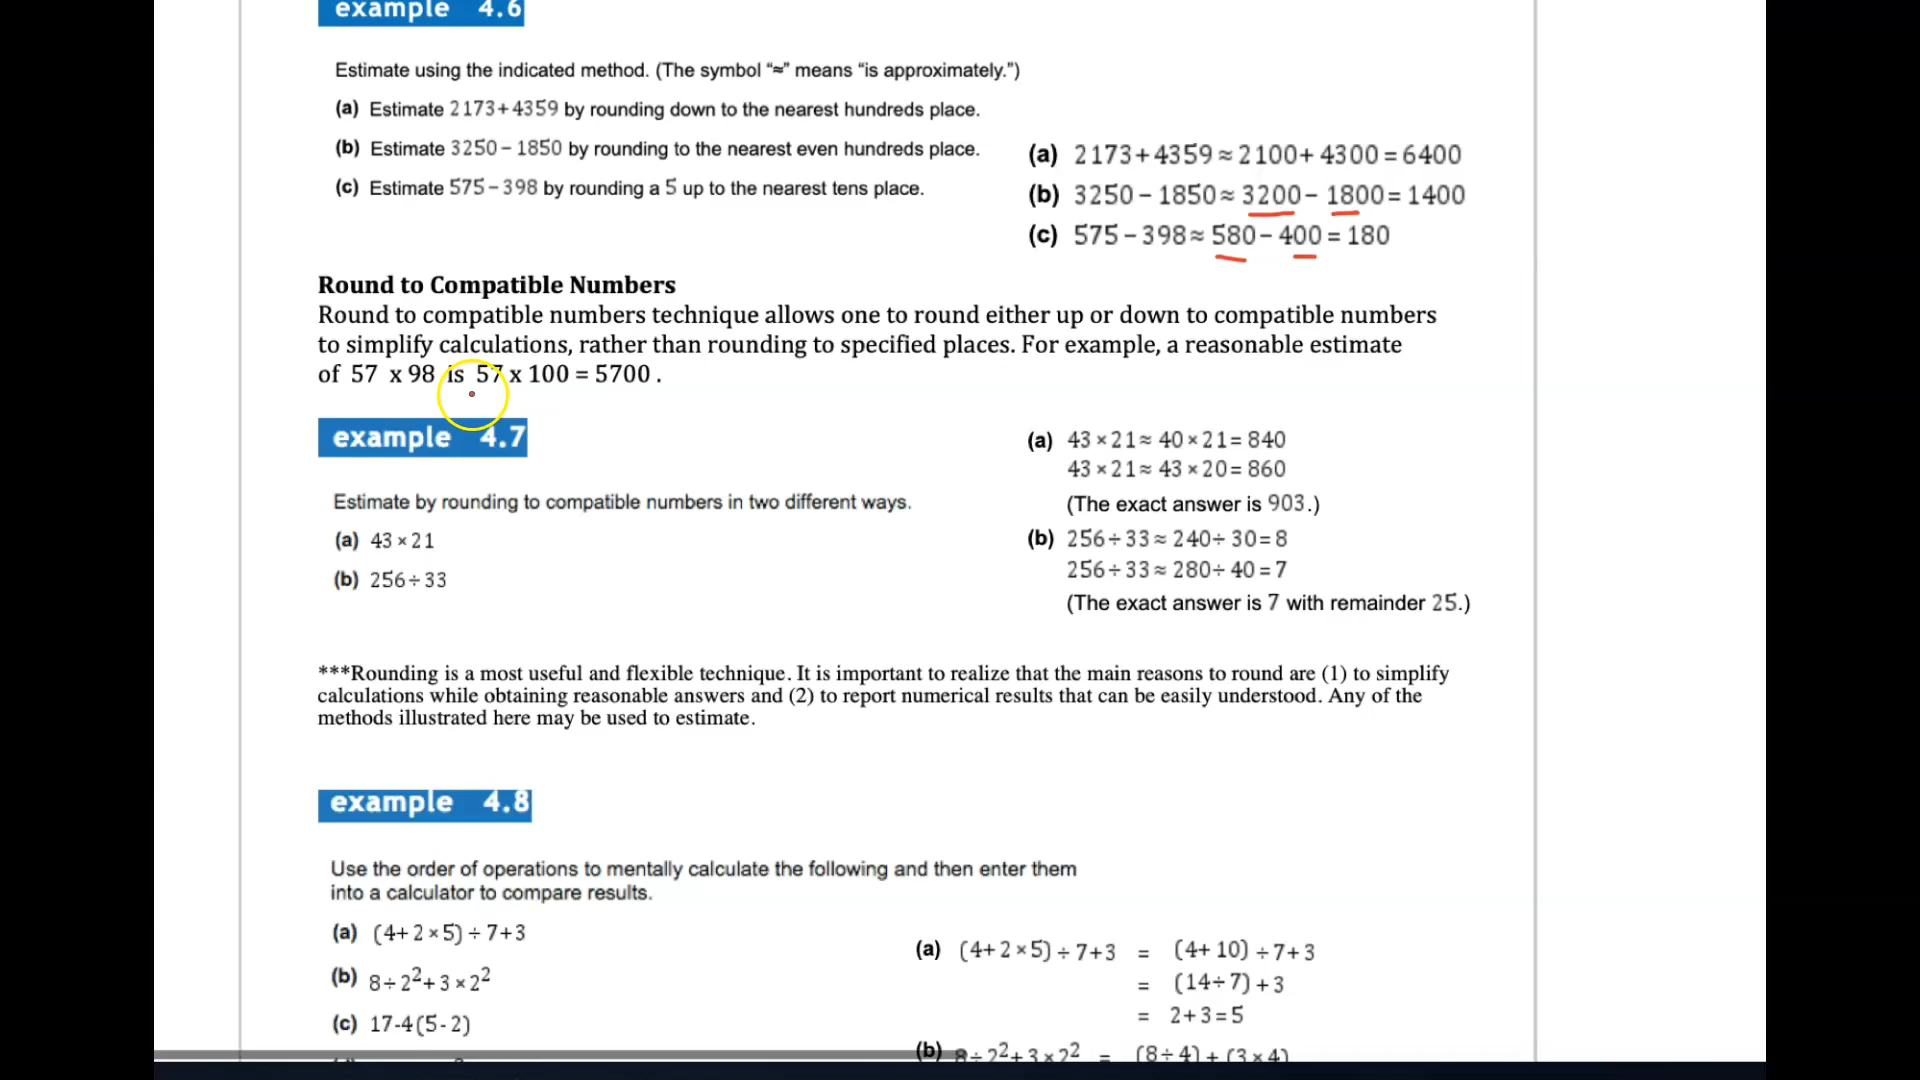 example 4.6
Estimate using the indicated method. (The symbol “≈” means “is approximately.”)
(a) Estimate 2173+4359 by rounding down to the nearest hundreds place.
(b) Estimate 3250−1850 by rounding to the nearest even hundreds place.
(c) Estimate 575−398 by rounding a 5 up to the nearest tens place.
(a) 2173+4359≈2100+4300=6400
(b) 3250−1850≈3200−1800=1400
(c) 575−398≈580−400=180
Round to Compatible Numbers
Round to compatible numbers technique allows one to round either up or down to compatible numbers
to simplify calculations, rather than rounding to specified places. For example, a reasonable estimate
of 57 x 98 is 57 x 100 = 5700 .
example 4.7
Estimate by rounding to compatible numbers in two different ways.
(a) 43×21
(b) 256÷33
(a) 43×21≈40×21=840
43×21≈43×20=860
(The exact answer is 903.)
(b) 256÷33≈240÷30=8
256÷33≈280÷40=7
(The exact answer is 7 with remainder 25.)
***Rounding is a most useful and flexible technique. It is important to realize that the main reasons to round are (1) to simplify
calculations while obtaining reasonable answers and (2) to report numerical results that can be easily understood. Any of the
methods illustrated here may be used to estimate.
example 4.8
Use the order of operations to mentally calculate the following and then enter them
into a calculator to compare results.
(a) (4+2×5)÷7+3
(b) 8÷2²+3×2²
(c) 17-4(5-2)
(a) (4+2×5)÷7+3 = (4+10)÷7+3
= (14÷7)+3
= 2+3=5
(b) 8÷2²+3×2² = (8÷4)+(3×4)